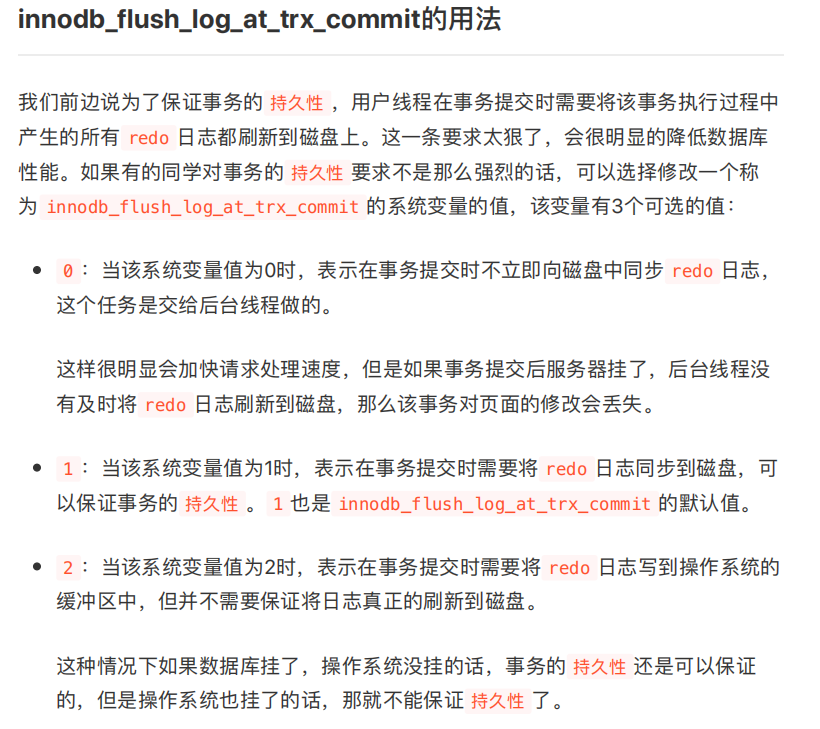 innodb_flush_log_at_trx_commit的用法
我们前边说为了保证事务的 持久性 ，用户线程在事务提交时需要将该事务执行过程中
产生的所有 redo 日志都刷新到磁盘上。这一条要求太狠了，会很明显的降低数据库
性能。如果有的同学对事务的 持久性 要求不是那么强烈的话，可以选择修改一个称
为 innodb_flush_log_at_trx_commit 的系统变量的值，该变量有3个可选的值：
• 0 ：当该系统变量值为0时，表示在事务提交时不立即向磁盘中同步 redo 日志，
这个任务是交给后台线程做的。
这样很明显会加快请求处理速度，但是如果事务提交后服务器挂了，后台线程没
有及时将 redo 日志刷新到磁盘，那么该事务对页面的修改会丢失。
• 1 ：当该系统变量值为1时，表示在事务提交时需要将 redo 日志同步到磁盘，可
以保证事务的 持久性 。 1 也是 innodb_flush_log_at_trx_commit 的默认值。
• 2 ：当该系统变量值为2时，表示在事务提交时需要将 redo 日志写到操作系统的
缓冲区中，但并不需要保证将日志真正的刷新到磁盘。
这种情况下如果数据库挂了，操作系统没挂的话，事务的 持久性 还是可以保证
的，但是操作系统也挂了的话，那就不能保证 持久性 了。